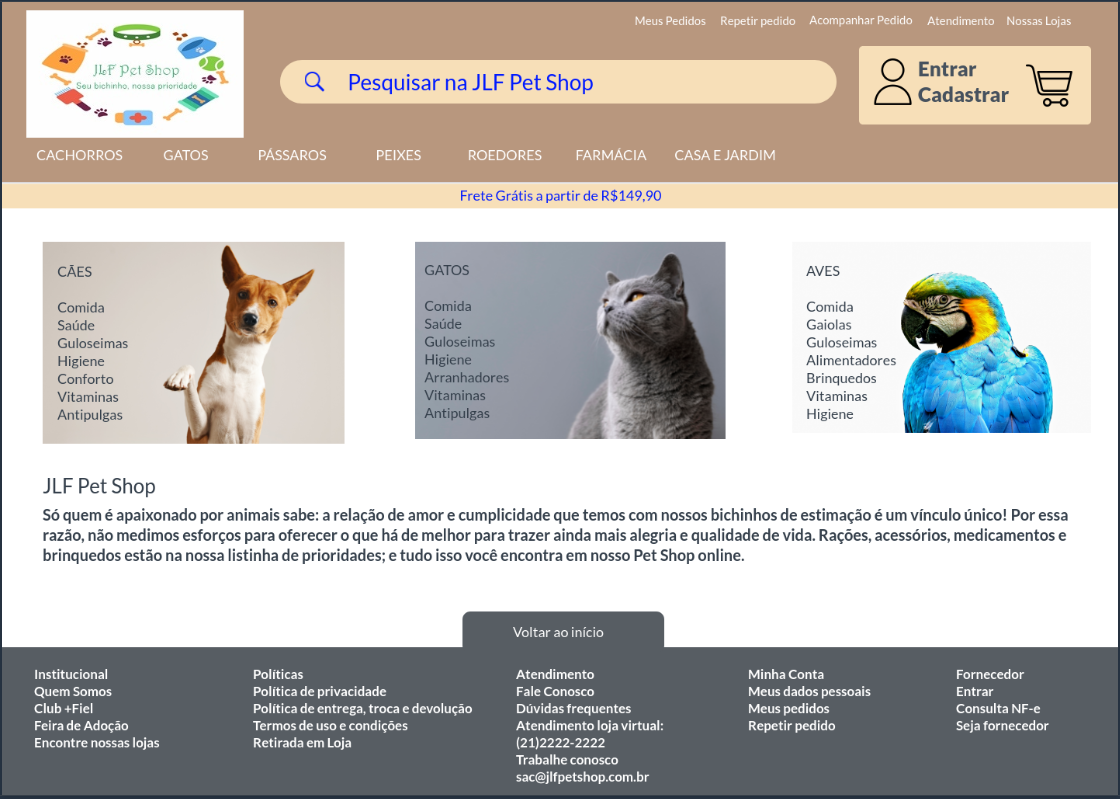 Meus Pedidos Repetir pedido Acompanhar Pedido Atendimento Nossas Lojas
JLF Pet Shop
Seu bichinho, nossa prioridade
Pesquisar na JLF Pet Shop
Entrar
Cadastrar
CACHORROS GATOS PÁSSAROS PEIXES ROEDORES FARMÁCIA CASA E JARDIM
Frete Grátis a partir de R$149,90
CÃES
Comida
Saúde
Guloseimas
Higiene
Conforto
Vitaminas
Antipulgas
GATOS
Comida
Saúde
Guloseimas
Higiene
Arranhadores
Vitaminas
Antipulgas
AVES
Comida
Gaiolas
Guloseimas
Alimentadores
Brinquedos
Vitaminas
Higiene
JLF Pet Shop
Só quem é apaixonado por animais sabe: a relação de amor e cumplicidade que temos com nossos bichinhos de estimação é um vínculo único! Por essa
razão, não medimos esforços para oferecer o que há de melhor para trazer ainda mais alegria e qualidade de vida. Rações, acessórios, medicamentos e
brinquedos estão na nossa listinha de prioridades; e tudo isso você encontra em nosso Pet Shop online.
Voltar ao início
Institucional
Quem Somos
Club +Fiel
Feira de Adoção
Encontre nossas lojas
Políticas
Política de privacidade
Política de entrega, troca e devolução
Termos de uso e condições
Retirada em Loja
Atendimento
Fale Conosco
Dúvidas frequentes
Atendimento loja virtual:
(21)2222-2222
Trabalhe conosco
sac@jlfpetshop.com.br
Minha Conta
Meus dados pessoais
Meus pedidos
Repetir pedido
Fornecedor
Entrar
Consulta NF-e
Seja fornecedor